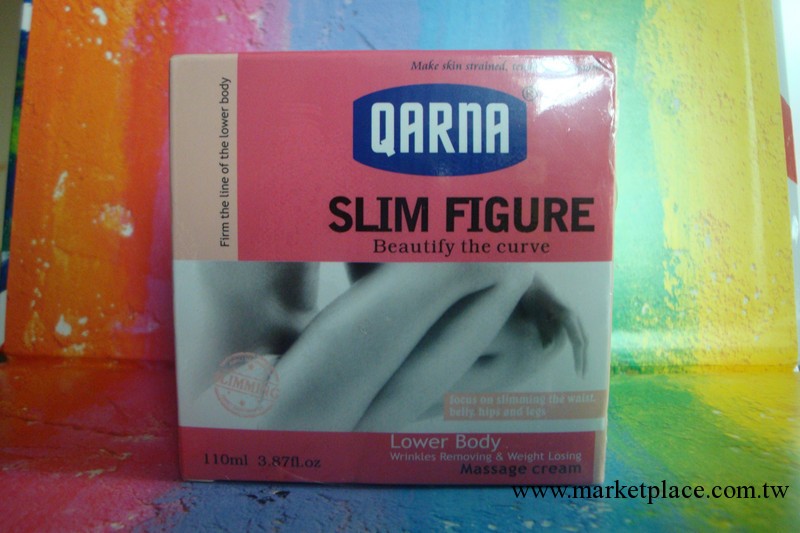 Make skin strained,
QARNA
®
SLIM FIGURE
Beautify the curve
Firm the line of the lower body
SLIMMING
focus on slimming the waist,
belly, hips and legs
Lower Body
Wrinkles Removing & Weight Losing
Massage cream
110ml 3.87fl.oz
www.marketplace.com.tw